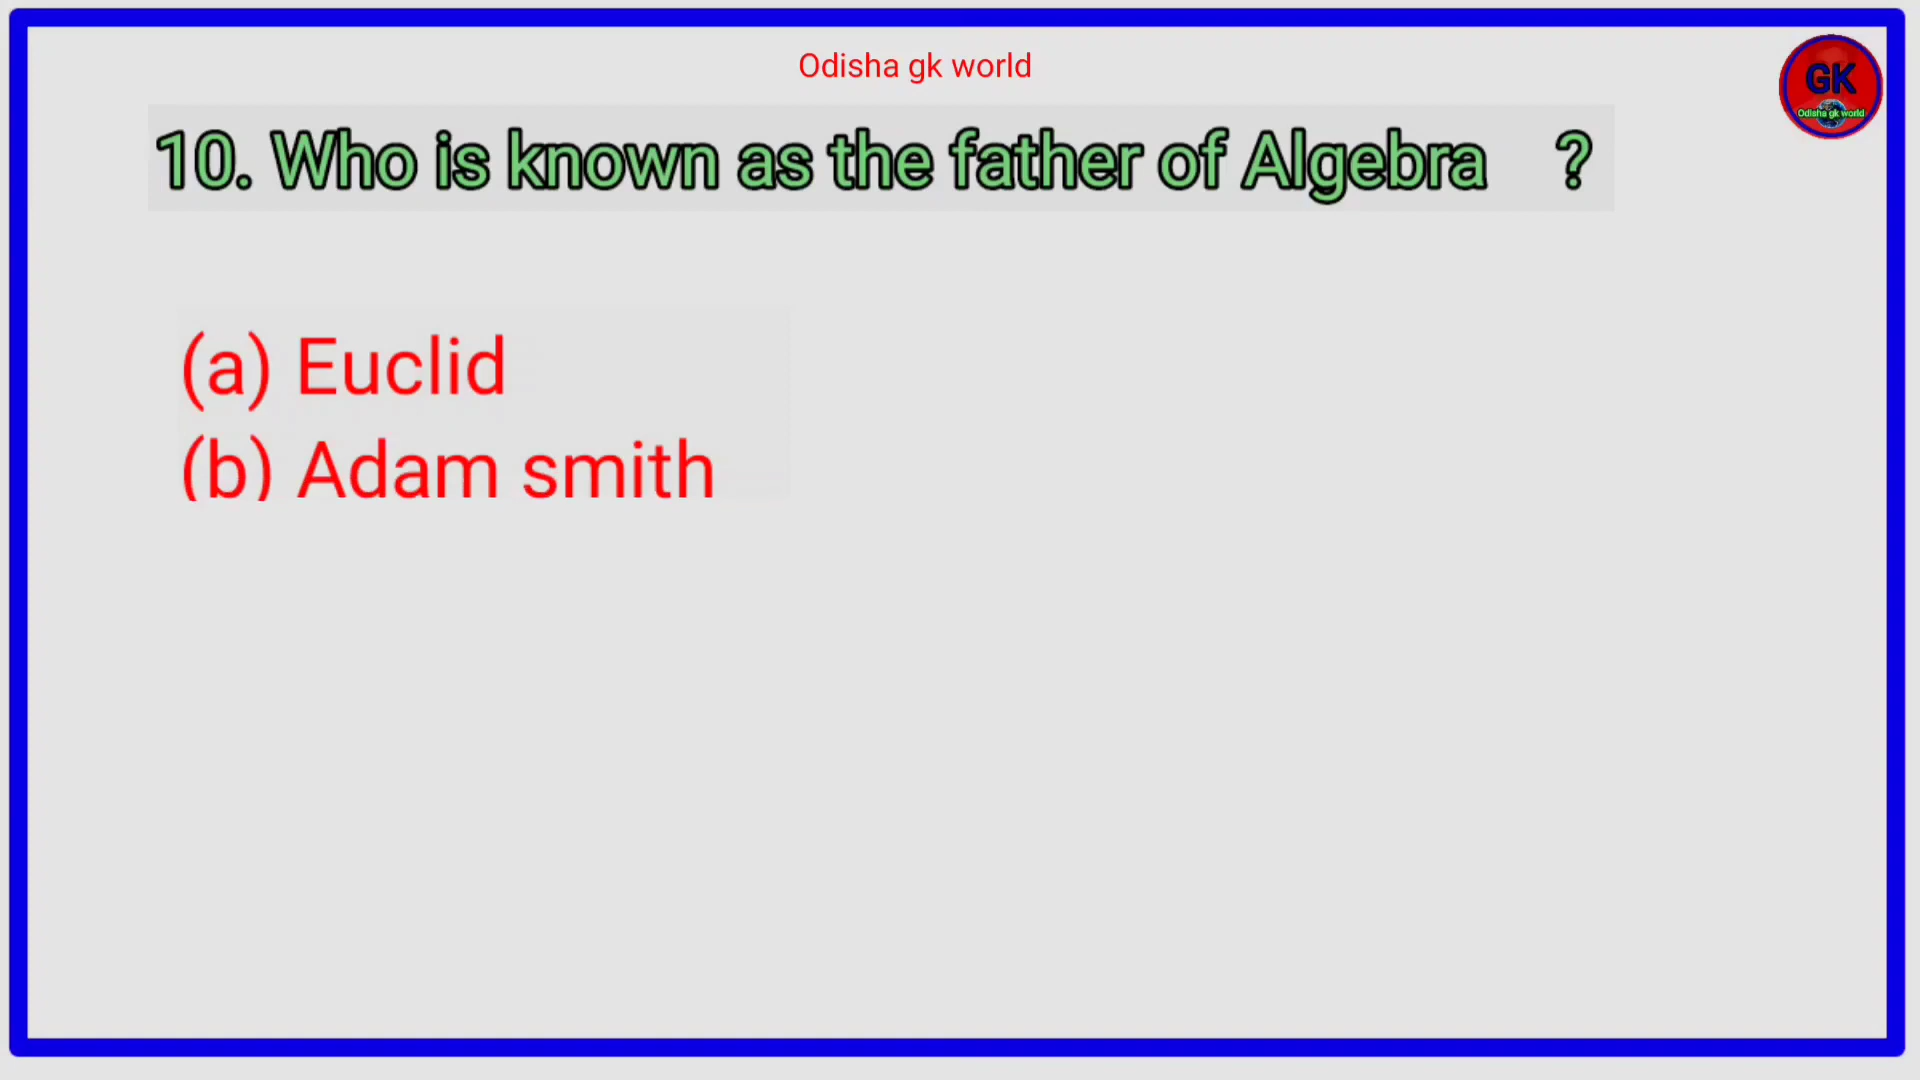 Odisha gk world
GK
Odisha gk world
10. Who is known as the father of Algebra ?
(a) Euclid
(b) Adam smith